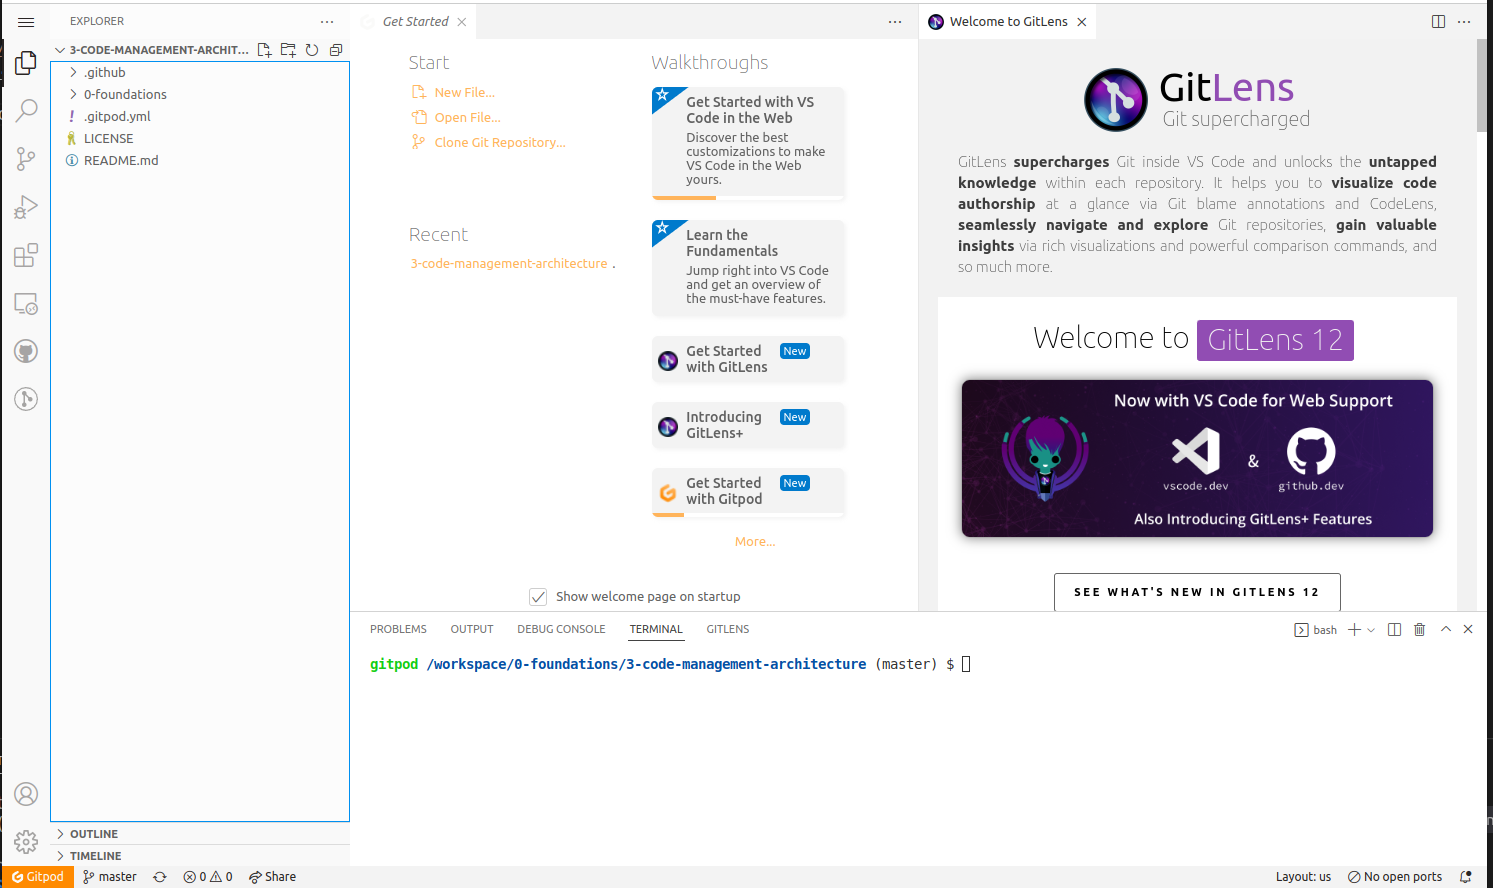 EXPLORER
3-CODE-MANAGEMENT-ARCHIT...
.github
0-foundations
! .gitpod.yml
LICENSE
README.md
OUTLINE
TIMELINE
Get Started
Start
New File...
Open File...
Clone Git Repository...
Recent
3-code-management-architecture .
Walkthroughs
Get Started with VS
Code in the Web
Discover the best
customizations to make
VS Code in the Web
yours.
Learn the
Fundamentals
Jump right into VS Code
and get an overview of
the must-have features.
Get Started New
with GitLens
Introducing New
GitLens+
Get Started New
with Gitpod
More...
Show welcome page on startup
Welcome to GitLens
GitLens
Git supercharged
GitLens supercharges Git inside VS Code and unlocks the untapped
knowledge within each repository. It helps you to visualize code
authorship at a glance via Git blame annotations and CodeLens,
seamlessly navigate and explore Git repositories, gain valuable
insights via rich visualizations and powerful comparison commands, and
so much more.
Welcome to GitLens 12
Now with VS Code for Web Support
&
vscode.dev github.dev
Also Introducing GitLens+ Features
SEE WHAT'S NEW IN GITLENS 12
PROBLEMS OUTPUT DEBUG CONSOLE TERMINAL GITLENS
bash
gitpod /workspace/0-foundations/3-code-management-architecture (master) $
Gitpod master 0 0 Share
Layout: us No open ports